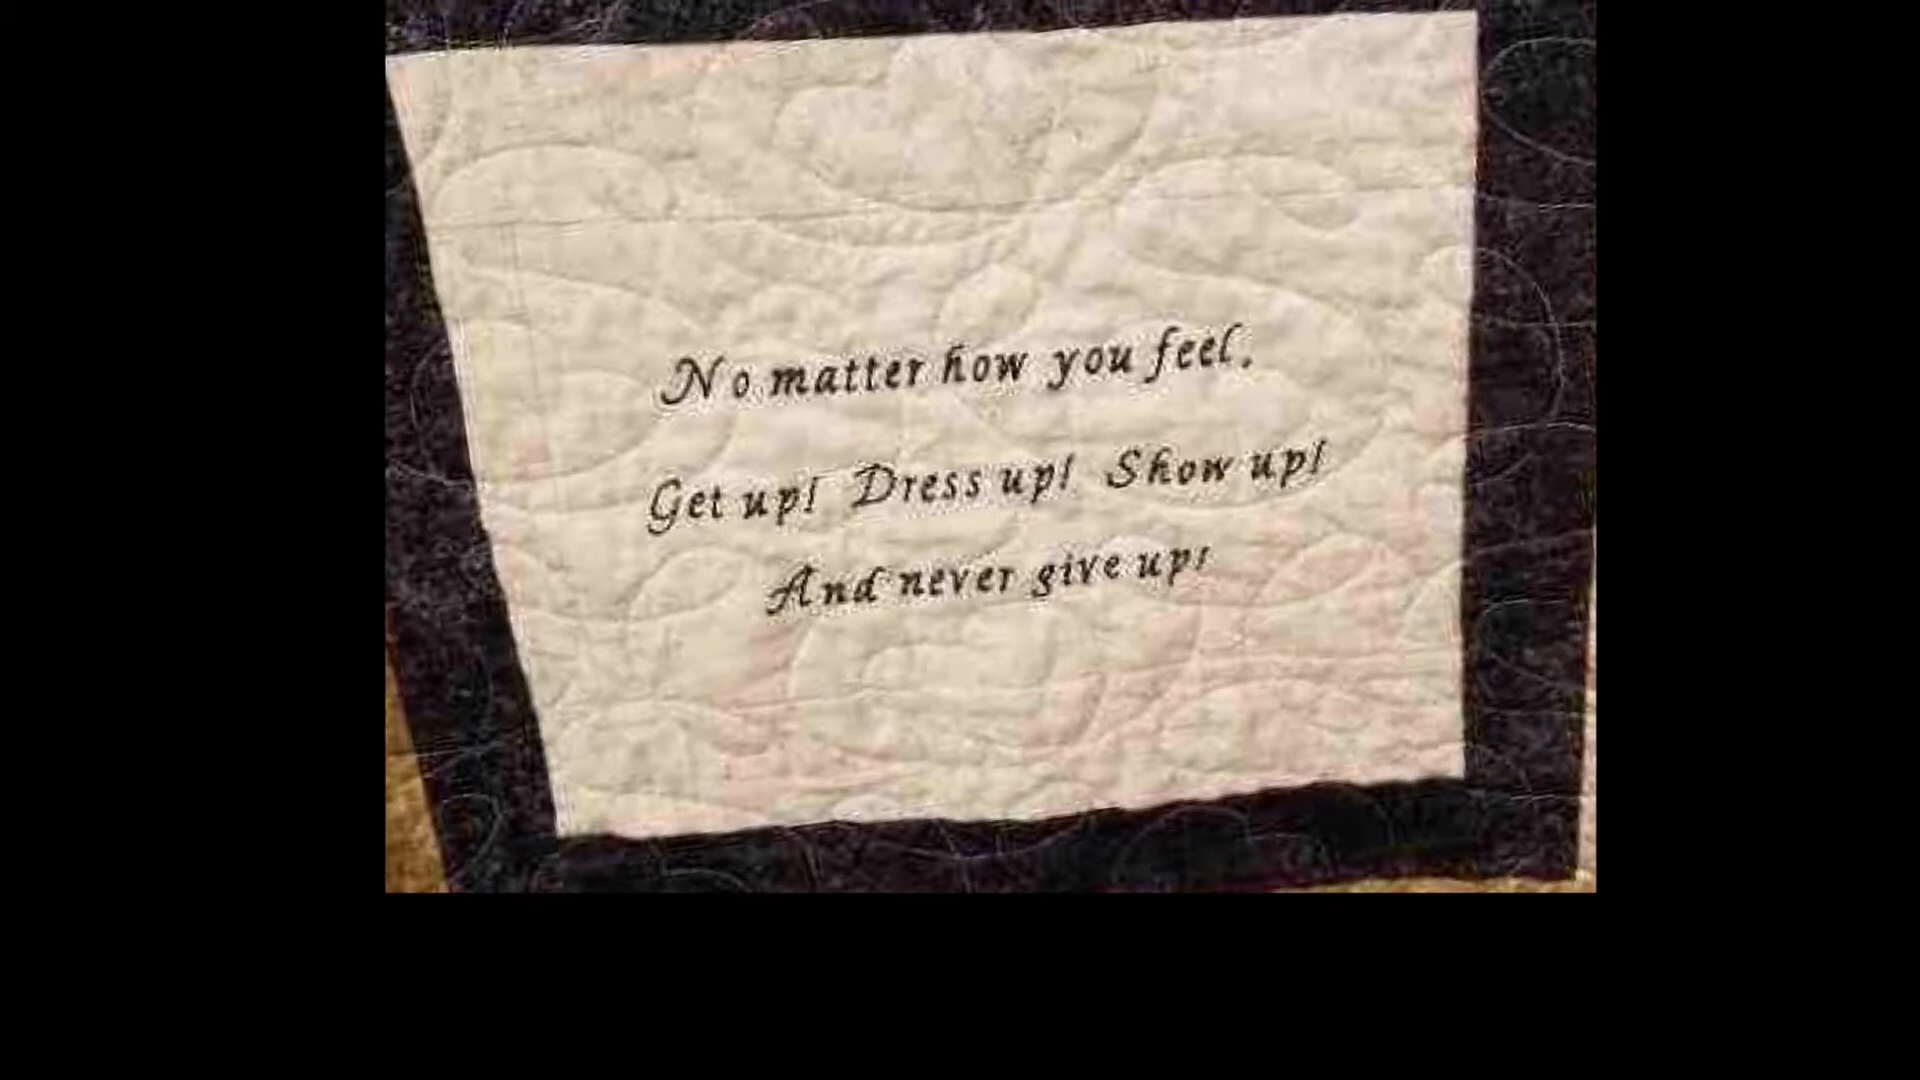 No matter how you feel.
Get up! Dress up! Show up!
And never give up!